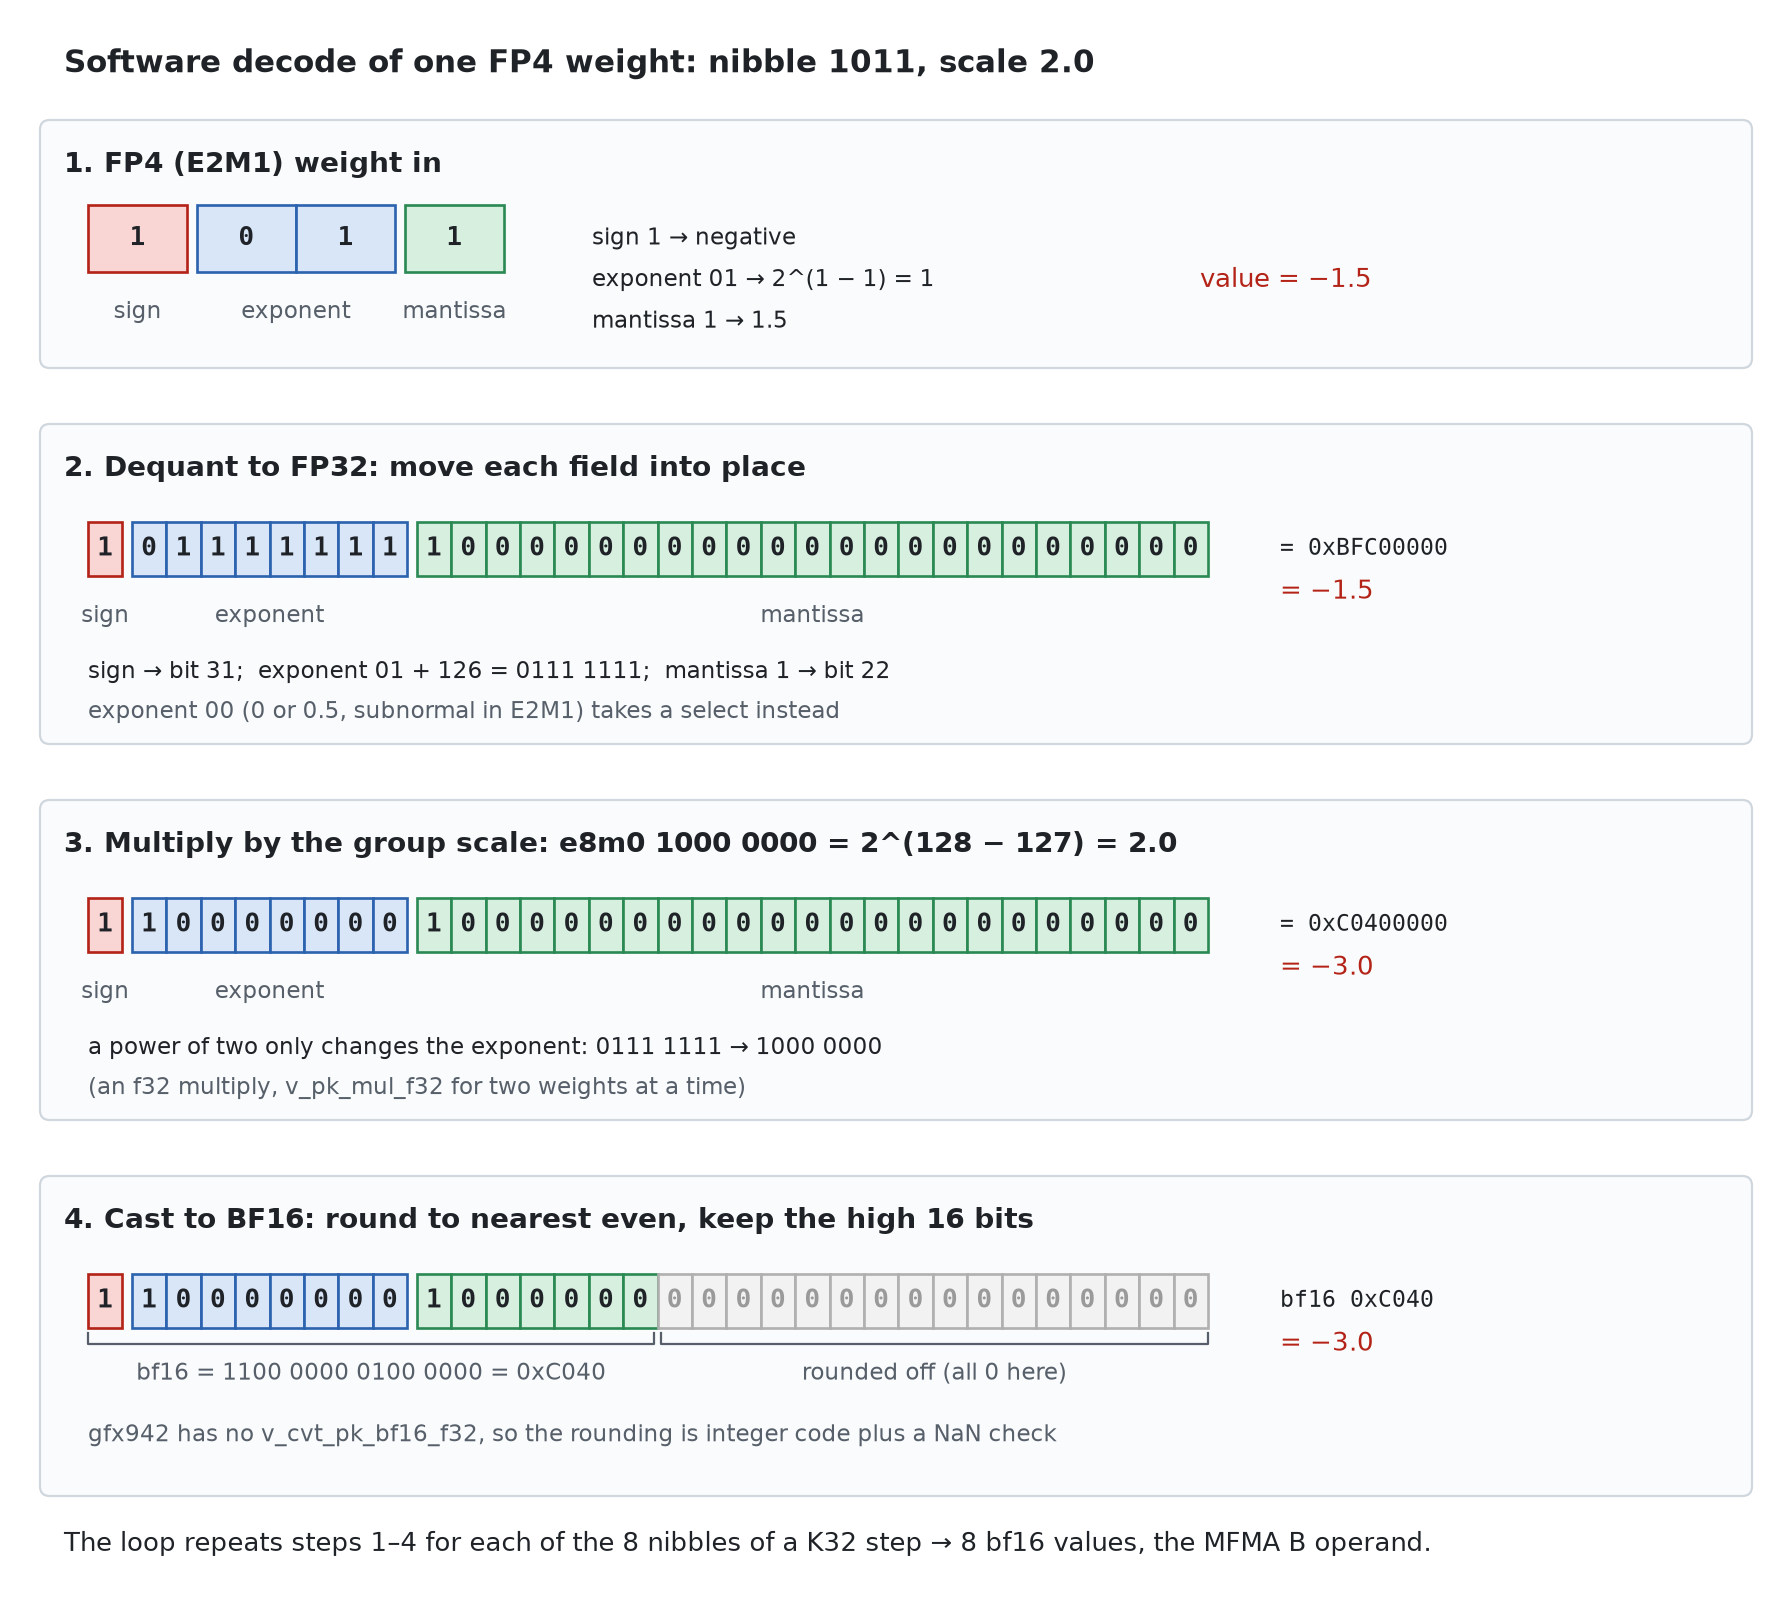 Software decode of one FP4 weight: nibble 1011, scale 2.0
1. FP4 (E2M1) weight in
1 0 1 1
sign exponent mantissa
sign 1 → negative
exponent 01 → 2^(1 − 1) = 1
mantissa 1 → 1.5
value = −1.5
2. Dequant to FP32: move each field into place
1 0 1 1 1 1 1 1 1 1 0 0 0 0 0 0 0 0 0 0 0 0 0 0 0 0 0 0 0 0 0 0
= 0xBFC00000
= −1.5
sign exponent mantissa
sign → bit 31; exponent 01 + 126 = 0111 1111; mantissa 1 → bit 22
exponent 00 (0 or 0.5, subnormal in E2M1) takes a select instead
3. Multiply by the group scale: e8m0 1000 0000 = 2^(128 − 127) = 2.0
1 1 0 0 0 0 0 0 0 1 0 0 0 0 0 0 0 0 0 0 0 0 0 0 0 0 0 0 0 0 0 0
= 0xC0400000
= −3.0
sign exponent mantissa
a power of two only changes the exponent: 0111 1111 → 1000 0000
(an f32 multiply, v_pk_mul_f32 for two weights at a time)
4. Cast to BF16: round to nearest even, keep the high 16 bits
1 1 0 0 0 0 0 0 0 1 0 0 0 0 0 0 0 0 0 0 0 0 0 0 0 0 0 0 0 0 0 0
bf16 0xC040
= −3.0
bf16 = 1100 0000 0100 0000 = 0xC040
rounded off (all 0 here)
gfx942 has no v_cvt_pk_bf16_f32, so the rounding is integer code plus a NaN check
The loop repeats steps 1–4 for each of the 8 nibbles of a K32 step → 8 bf16 values, the MFMA B operand.